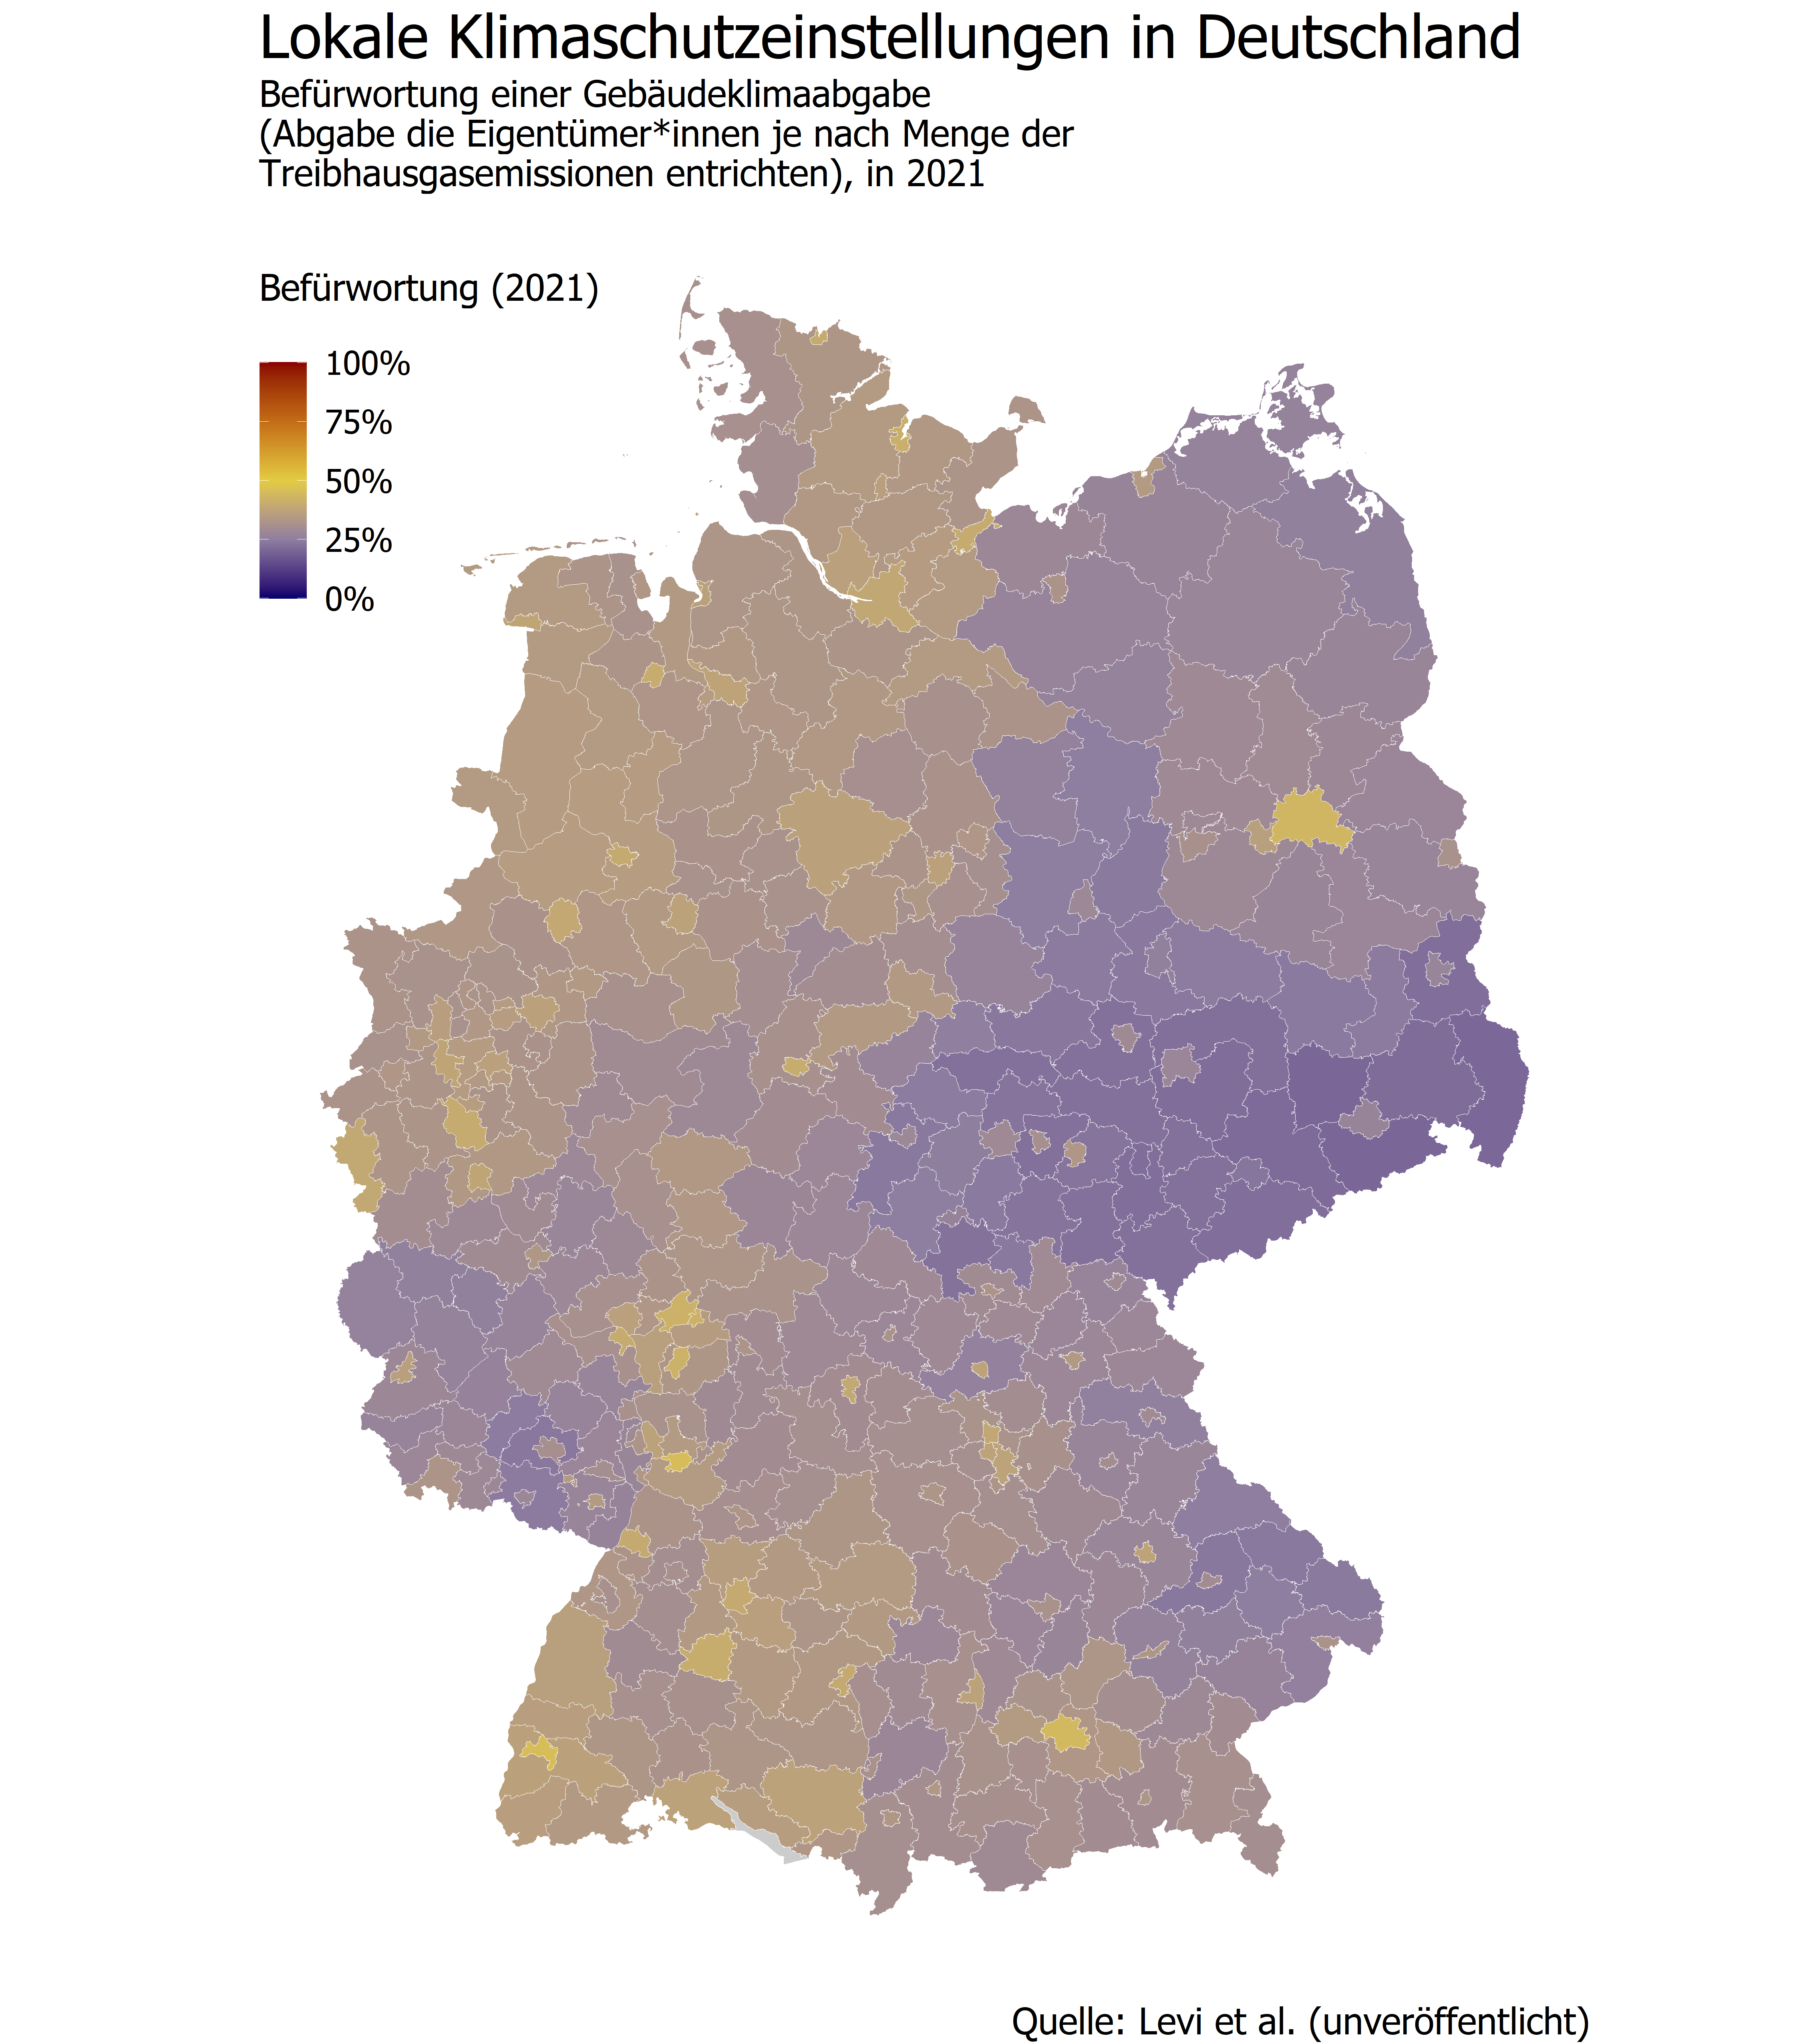 Lokale Klimaschutzeinstellungen in Deutschland
Befürwortung einer Gebäudeklimaabgabe
(Abgabe die Eigentümer*innen je nach Menge der
Treibhausgasemissionen entrichten), in 2021
Befürwortung (2021)
100%
75%
50%
25%
0%
Quelle: Levi et al. (unveröffentlicht)